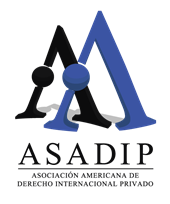 ASADIP
ASOCIACIÓN AMERICANA DE
DERECHO INTERNACIONAL PRIVADO